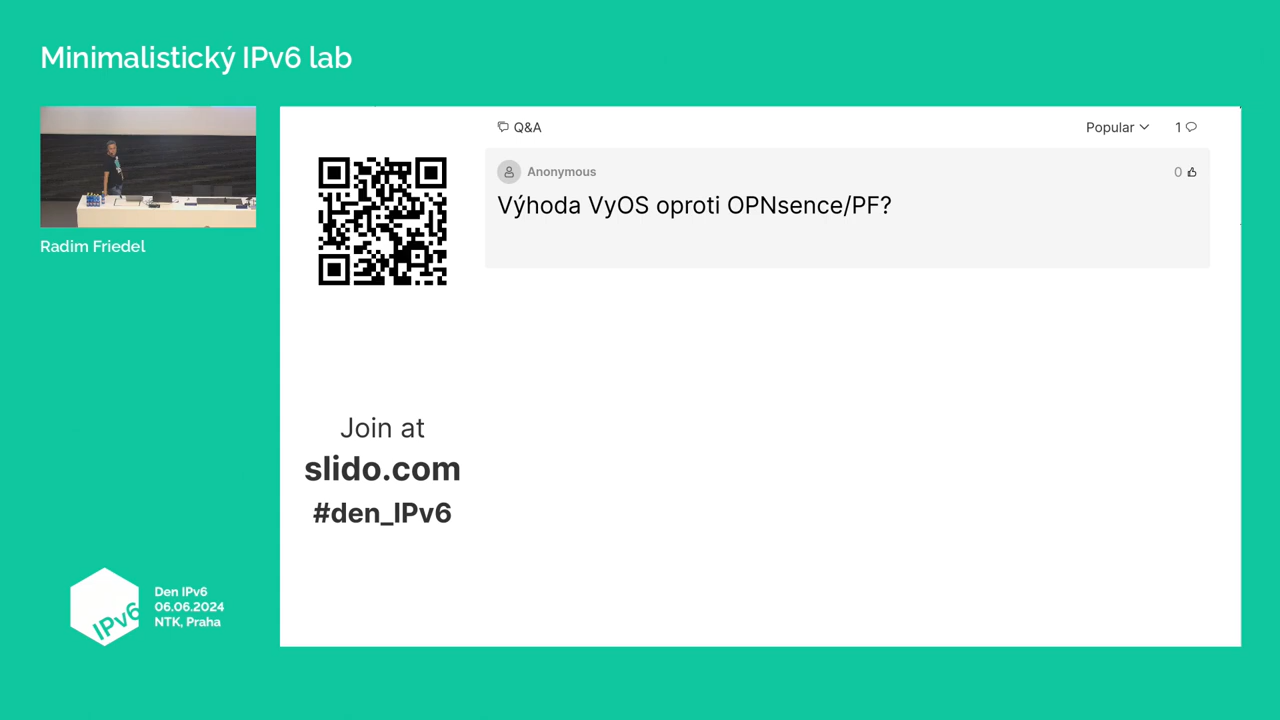 Minimalistický IPv6 lab
Radim Friedel
Q&A
Popular
1
Anonymous
0
Výhoda VyOS oproti OPNsence/PF?
Join at
slido.com
#den_IPv6
IPv6
Den IPv6
06.06.2024
NTK, Praha